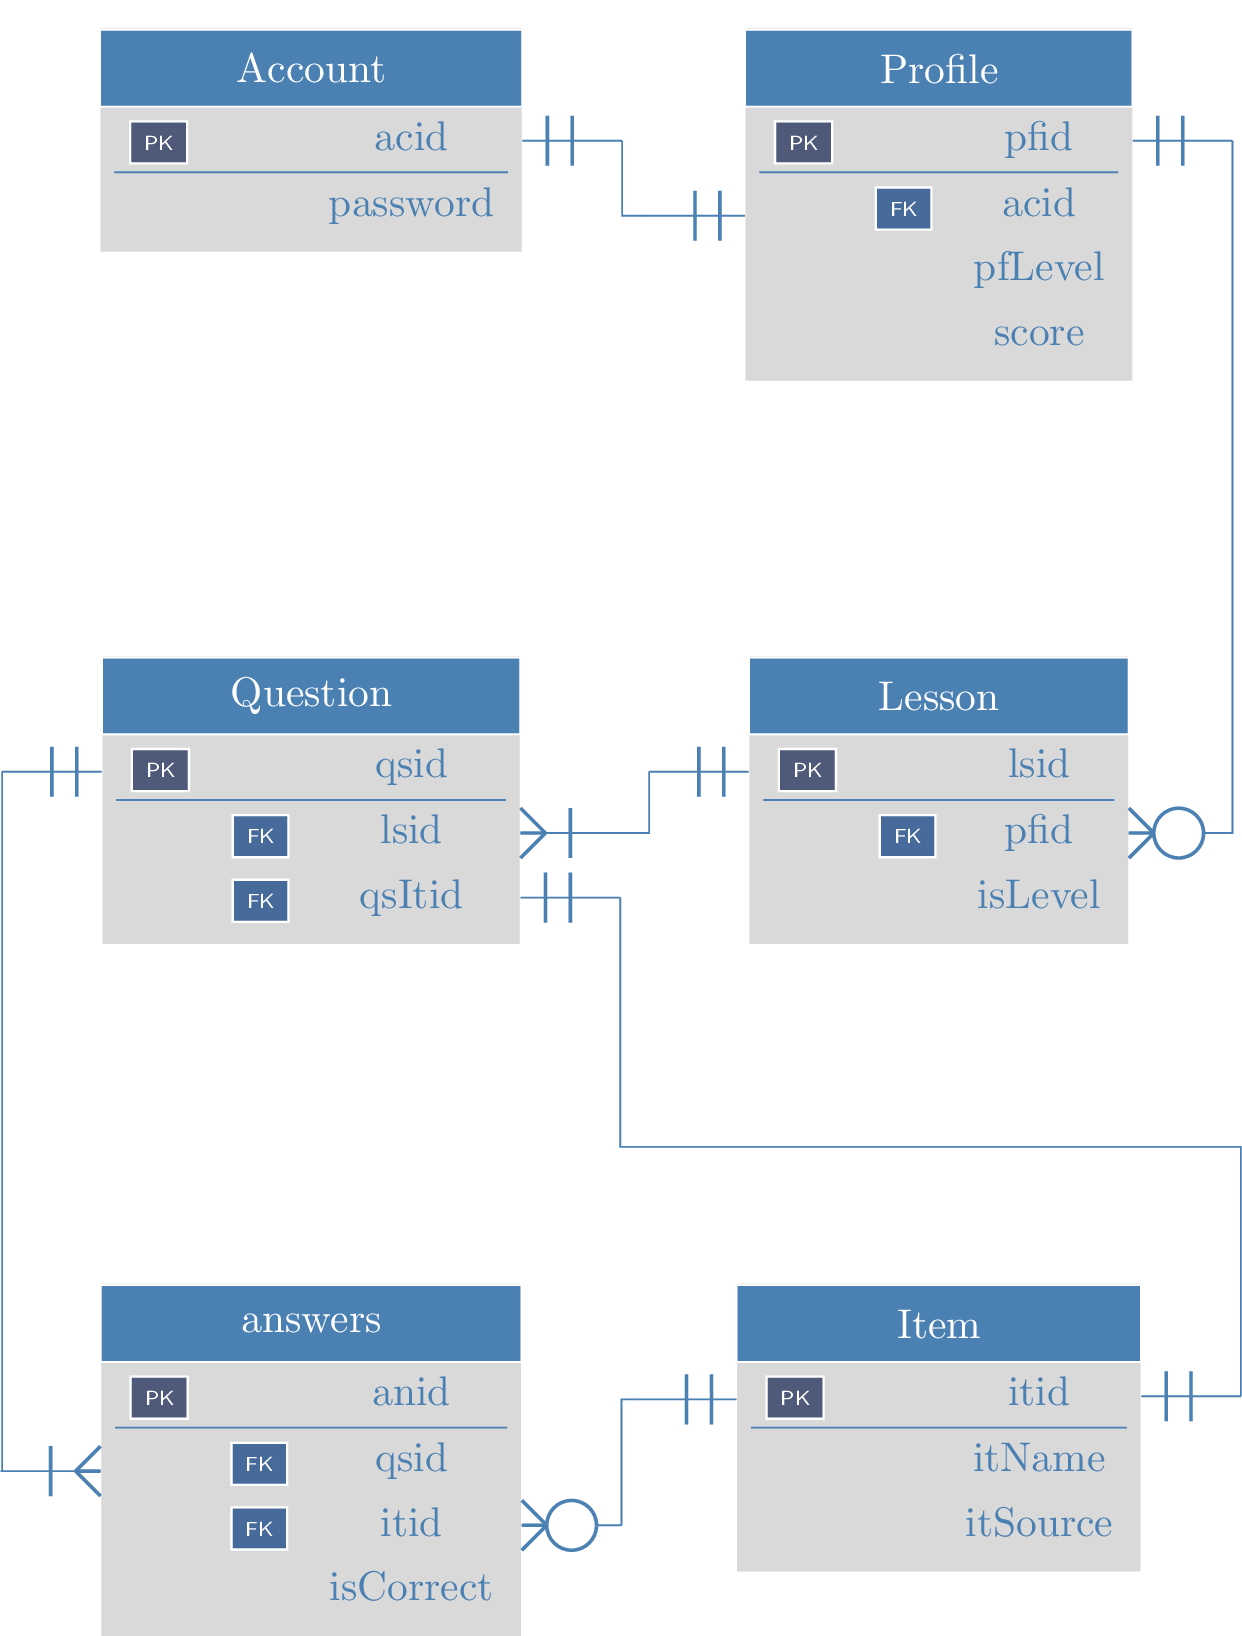 Account
PK acid
password
Profile
PK pfid
FK acid
pfLevel
score
Question
PK qsid
FK lsid
FK qsItid
Lesson
PK lsid
FK pfid
isLevel
answers
PK anid
FK qsid
FK itid
isCorrect
Item
PK itid
itName
itSource